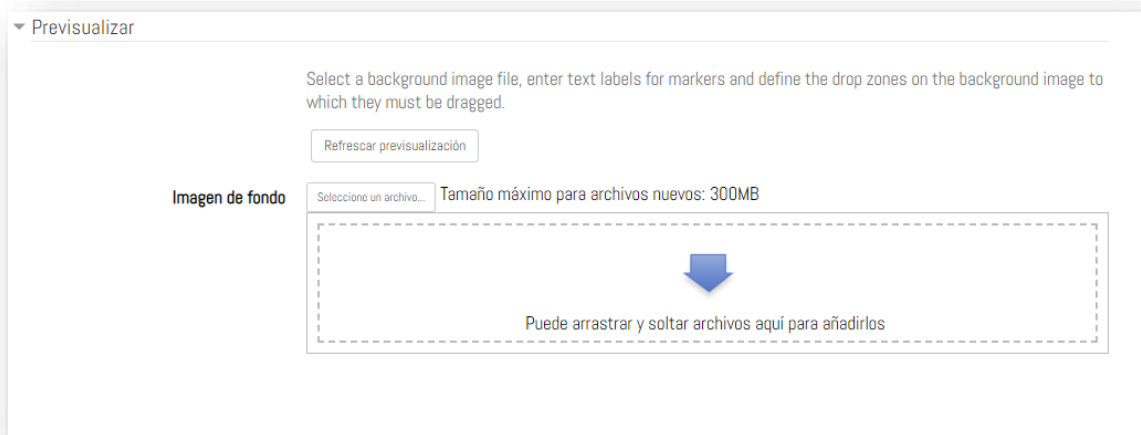 Previsualizar
Select a background image file, enter text labels for markers and define the drop zones on the background image to
which they must be dragged.
Refrescar previsualización
Imagen de fondo
Seleccione un archivo... Tamaño máximo para archivos nuevos: 300MB
Puede arrastrar y soltar archivos aquí para añadirlos